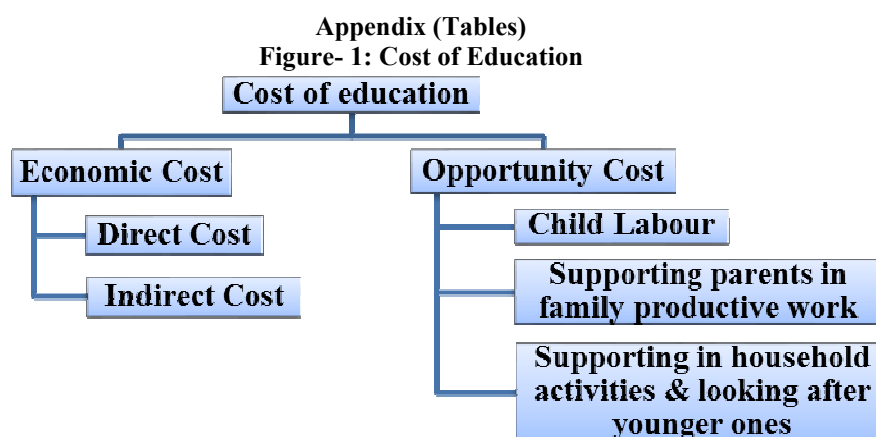 Appendix (Tables)
Figure- 1: Cost of Education
Cost of education
Economic Cost
Direct Cost
Indirect Cost
Opportunity Cost
Child Labour
Supporting parents in
family productive work
Supporting in household
activities & looking after
younger ones